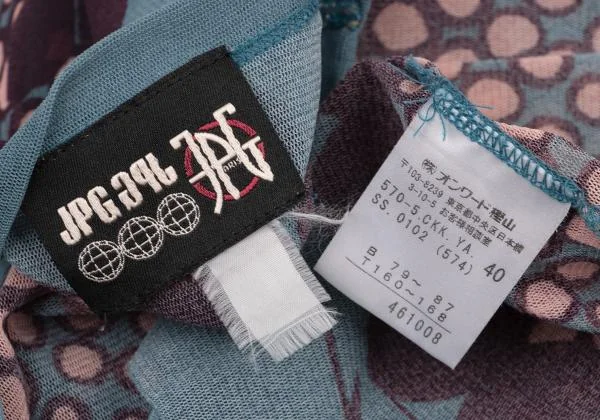 JPG JPG
JPG
(株)オンワード樫山
〒103-8239
東京都中央区日本橋
3-10-5 お客様相談室
570-5.CKK.YA.
SS. 0102 (574) 40
B 79~ 87
T160~168
461008